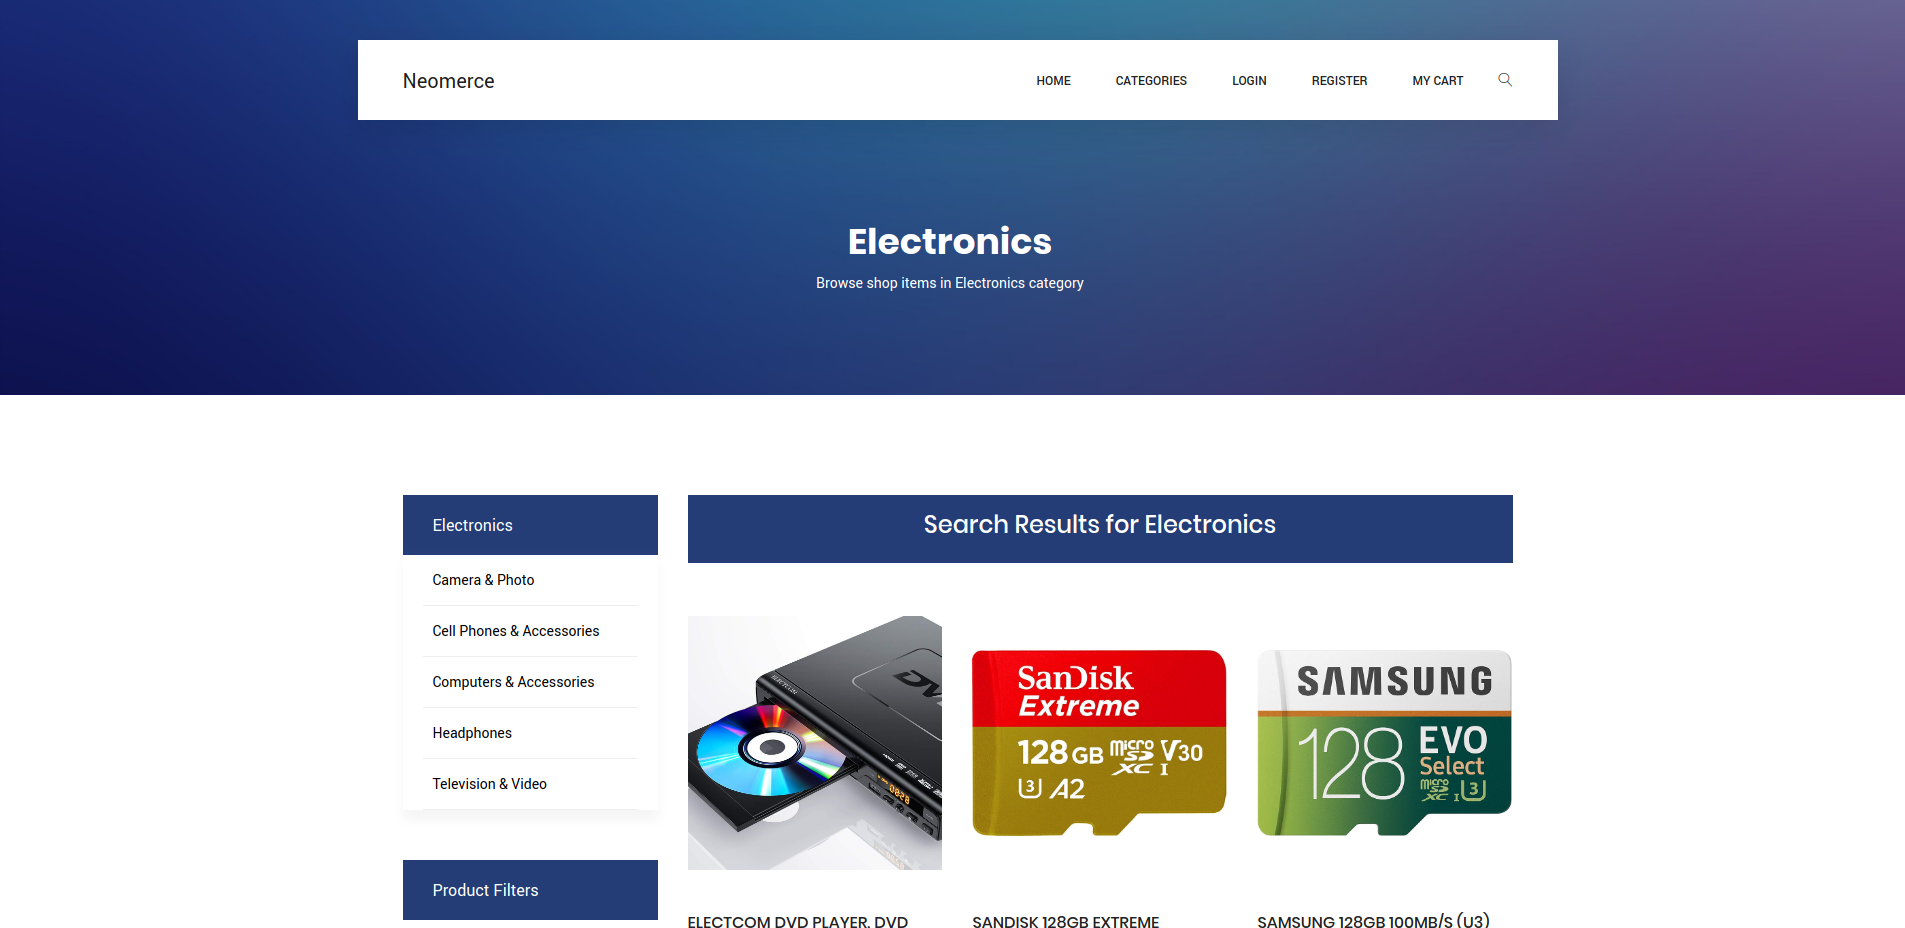 Neomerce
HOME
CATEGORIES
LOGIN
REGISTER
MY CART
Electronics
Browse shop items in Electronics category
Electronics
Camera & Photo
Cell Phones & Accessories
Computers & Accessories
Headphones
Television & Video
Product Filters
Search Results for Electronics
SanDisk
Extreme
128 GB micro SD XC I V30
U3 A2
SAMSUNG
128 EVO
Select
micro SD XC I U3
ELECTCOM DVD PLAYER, DVD
SANDISK 128GB EXTREME
SAMSUNG 128GB 100MB/S (U3)